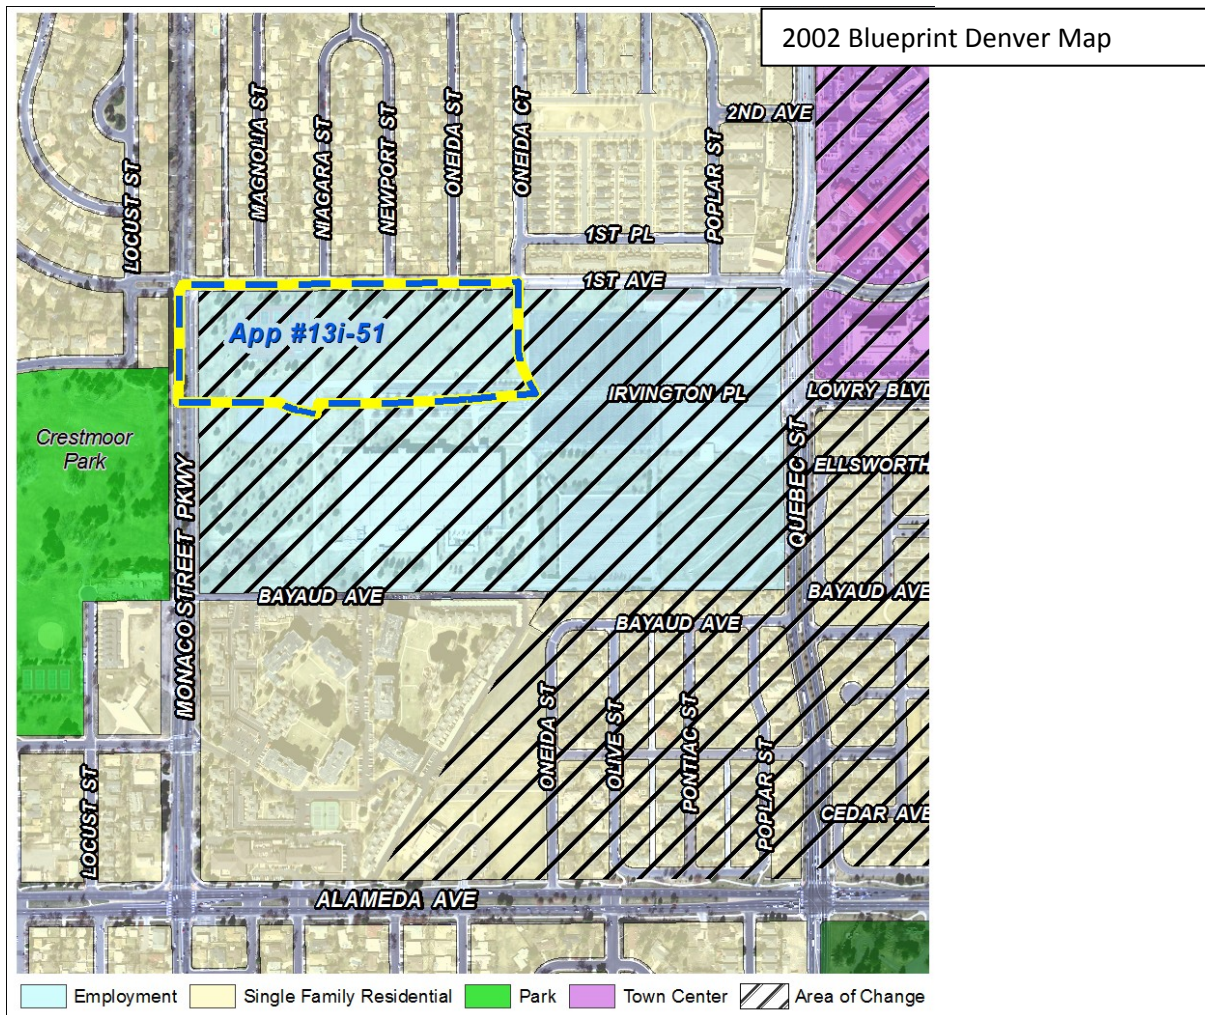 2002 Blueprint Denver Map
2ND AVE
MAGNOLIA ST
NIAGARA ST
NEWPORT ST
ONEIDA ST
ONEIDA CT
POPLAR ST
LOCUST ST
1ST PL
1ST AVE
App #13i-51
IRVINGTON PL
LOWRY BLVD
Crestmoor
Park
ELLSWORTH
QUEBEC ST
MONACO STREET PKWY
BAYAUD AVE
BAYAUD AVE
BAYAUD AVE
ONEIDA ST
OLIVE ST
PONTIAC ST
POPLAR ST
LOCUST ST
CEDAR AVE
ALAMEDA AVE
Employment
Single Family Residential
Park
Town Center
Area of Change